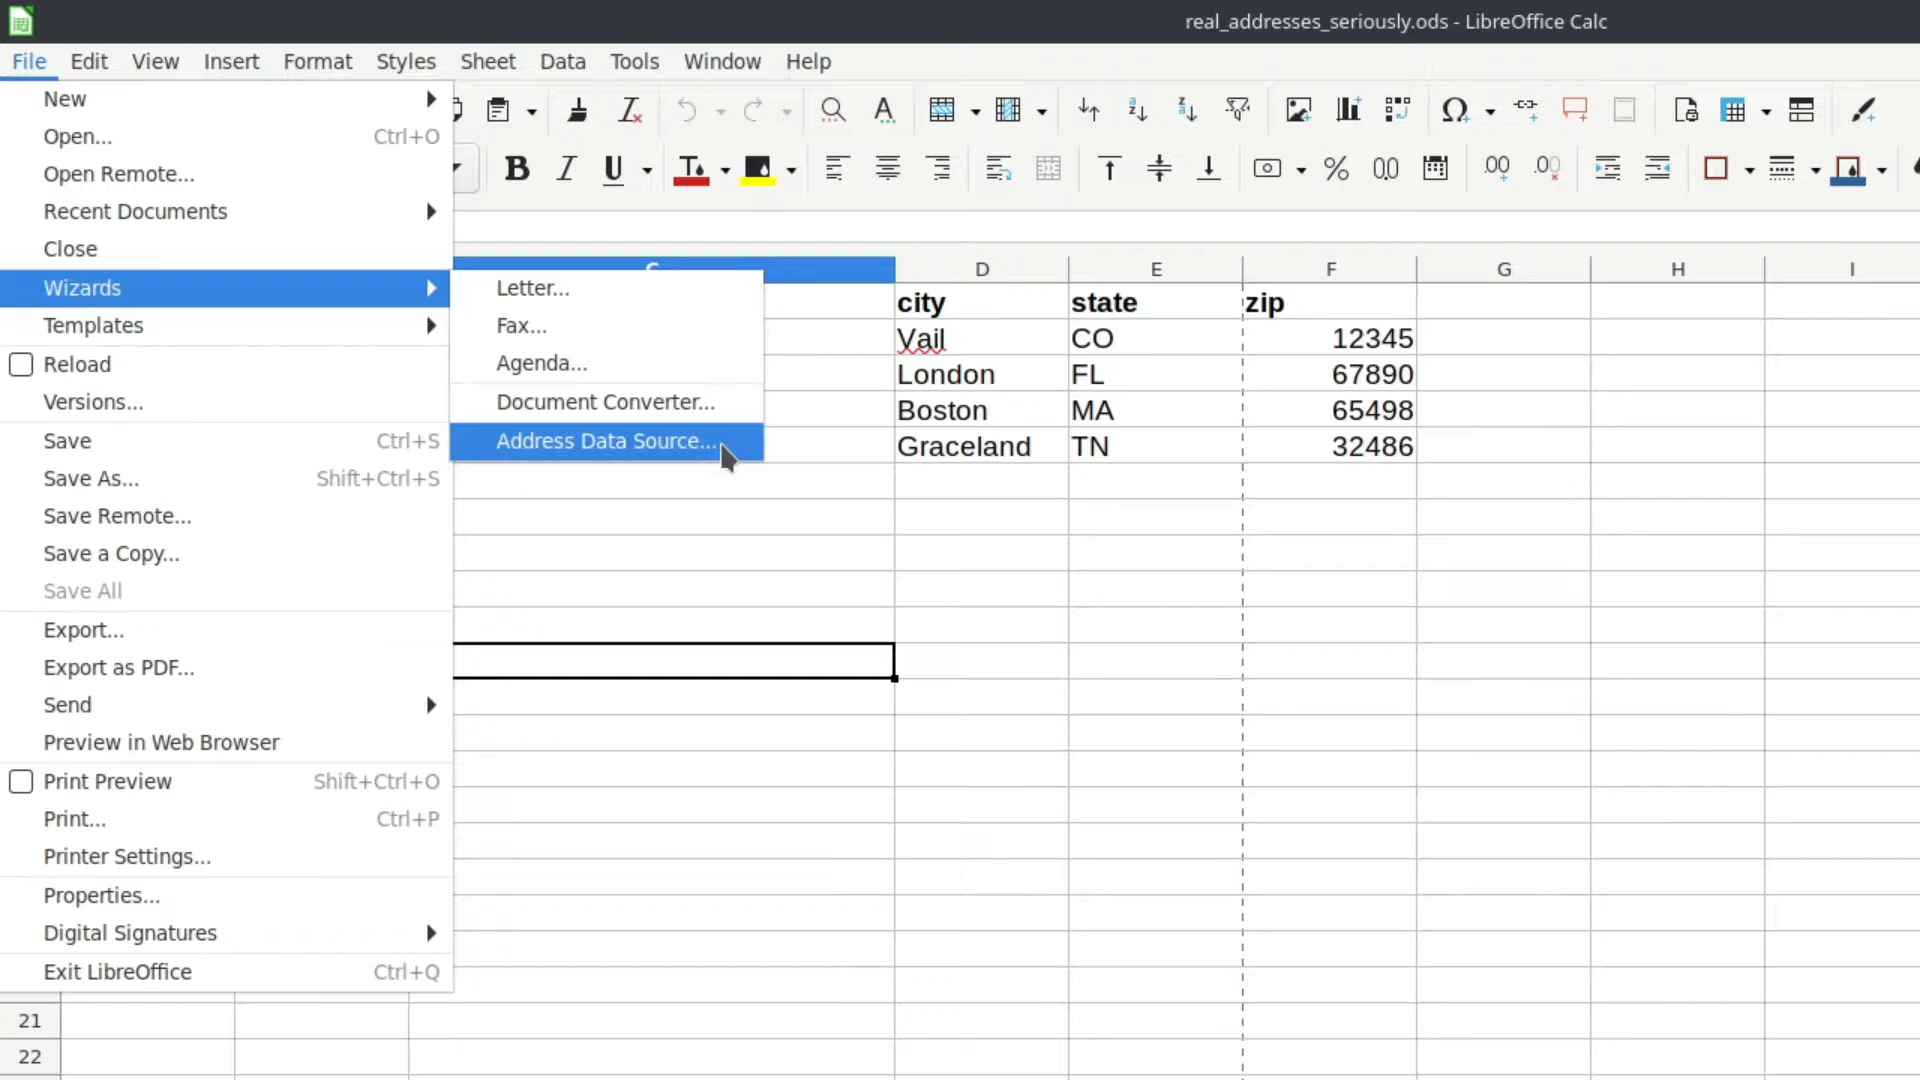 real_addresses_seriously.ods - LibreOffice Calc
File Edit View Insert Format Styles Sheet Data Tools Window Help
New
Open... Ctrl+O
Open Remote...
Recent Documents
Close
Wizards
Templates
Reload
Versions...
Save Ctrl+S
Save As... Shift+Ctrl+S
Save Remote...
Save a Copy...
Save All
Export...
Export as PDF...
Send
Preview in Web Browser
Print Preview Shift+Ctrl+O
Print... Ctrl+P
Printer Settings...
Properties...
Digital Signatures
Exit LibreOffice Ctrl+Q
Letter...
Fax...
Agenda...
Document Converter...
Address Data Source...
D E F G H I
city state zip
Vail CO 12345
London FL 67890
Boston MA 65498
Graceland TN 32486
21
22